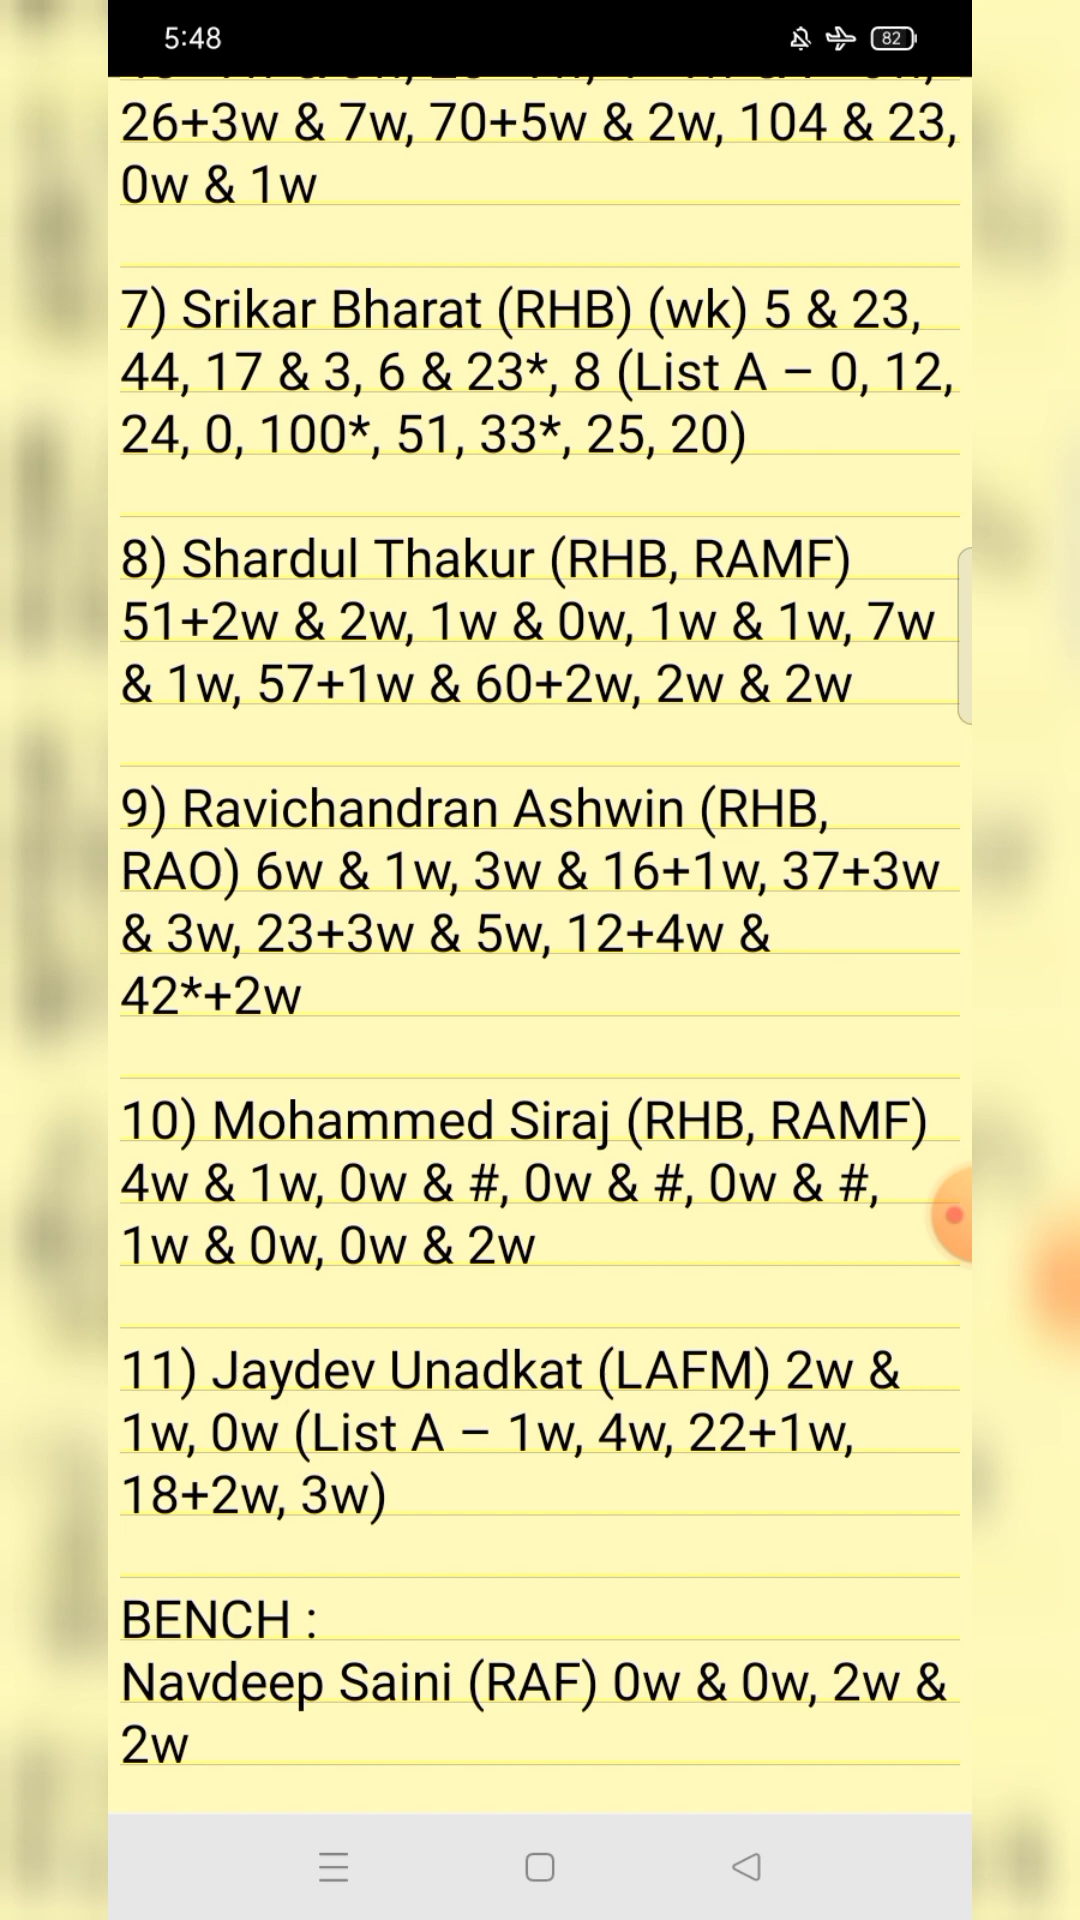 5:48
82
26+3w & 7w, 70+5w & 2w, 104 & 23,
0w & 1w
7) Srikar Bharat (RHB) (wk) 5 & 23,
44, 17 & 3, 6 & 23*, 8 (List A – 0, 12,
24, 0, 100*, 51, 33*, 25, 20)
8) Shardul Thakur (RHB, RAMF)
51+2w & 2w, 1w & 0w, 1w & 1w, 7w
& 1w, 57+1w & 60+2w, 2w & 2w
9) Ravichandran Ashwin (RHB,
RAO) 6w & 1w, 3w & 16+1w, 37+3w
& 3w, 23+3w & 5w, 12+4w &
42*+2w
10) Mohammed Siraj (RHB, RAMF)
4w & 1w, 0w & #, 0w & #, 0w & #,
1w & 0w, 0w & 2w
11) Jaydev Unadkat (LAFM) 2w &
1w, 0w (List A – 1w, 4w, 22+1w,
18+2w, 3w)
BENCH :
Navdeep Saini (RAF) 0w & 0w, 2w &
2w